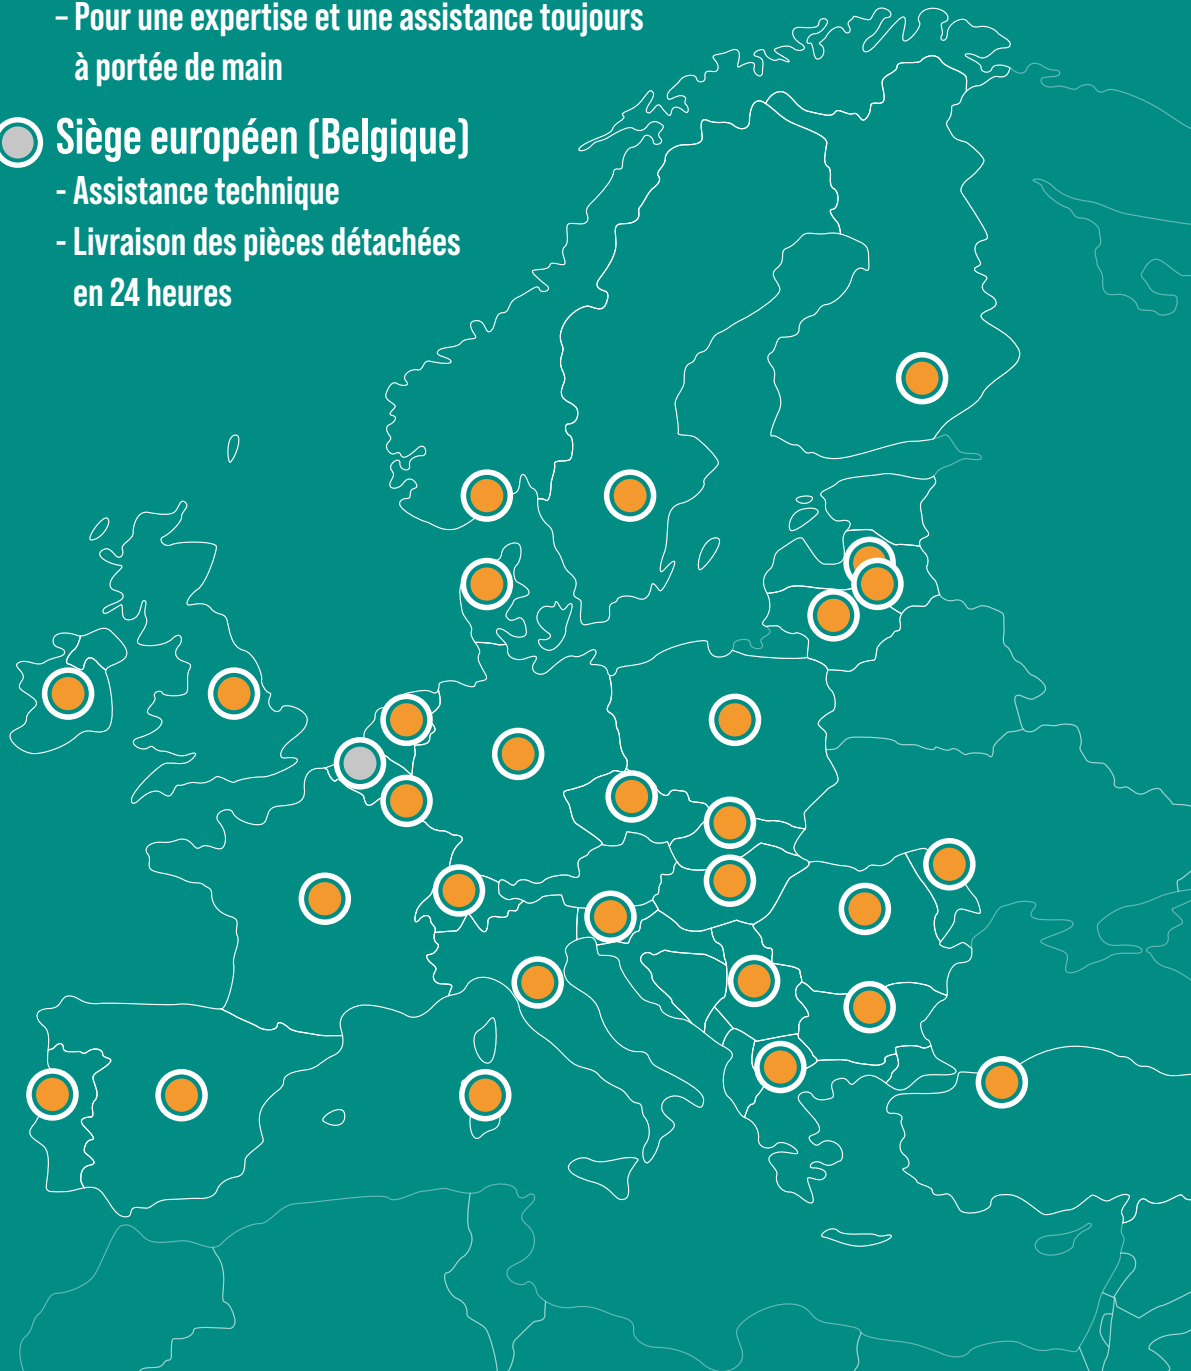 – Pour une expertise et une assistance toujours
à portée de main
Siège européen (Belgique)
- Assistance technique
- Livraison des pièces détachées
en 24 heures